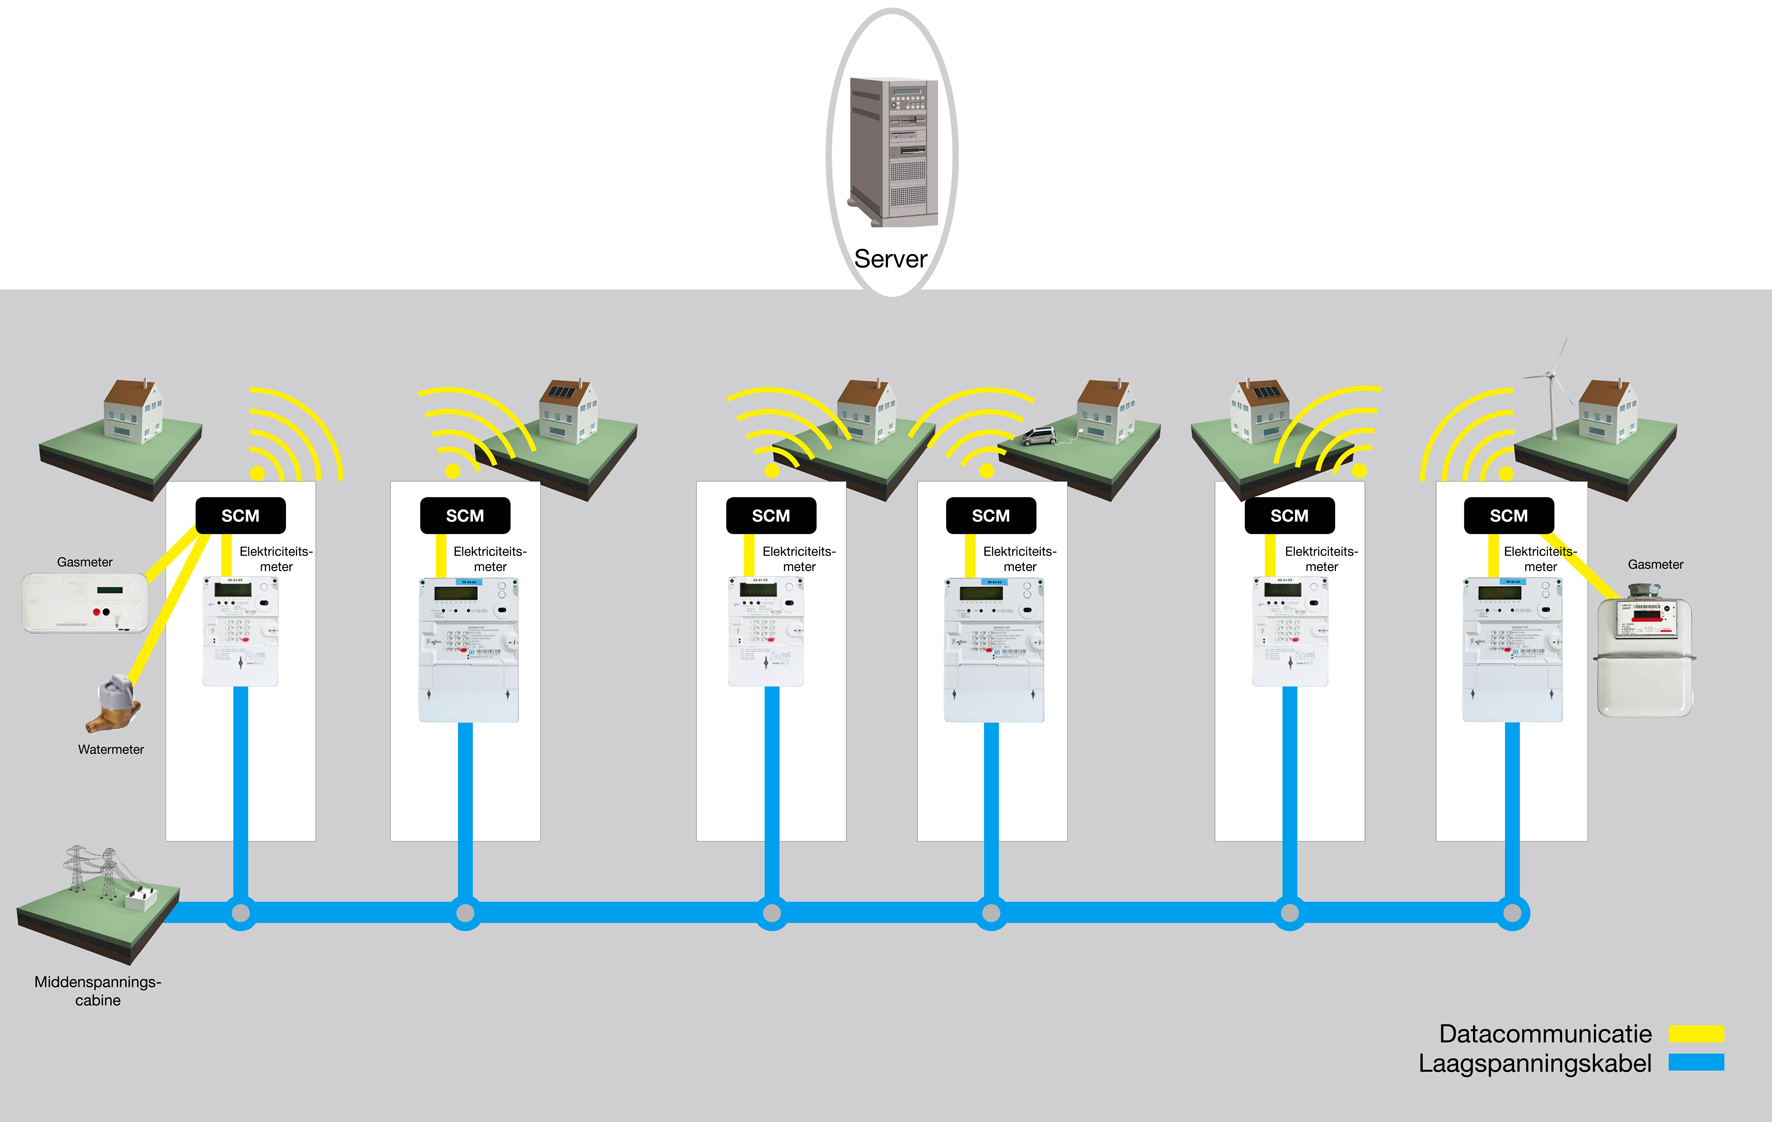 Server
SCM
SCM
SCM
SCM
SCM
SCM
Elektriciteits-
meter
Elektriciteits-
meter
Elektriciteits-
meter
Elektriciteits-
meter
Elektriciteits-
meter
Elektriciteits-
meter
Gasmeter
Gasmeter
Watermeter
Middenspannings-
cabine
Datacommunicatie
Laagspanningskabel